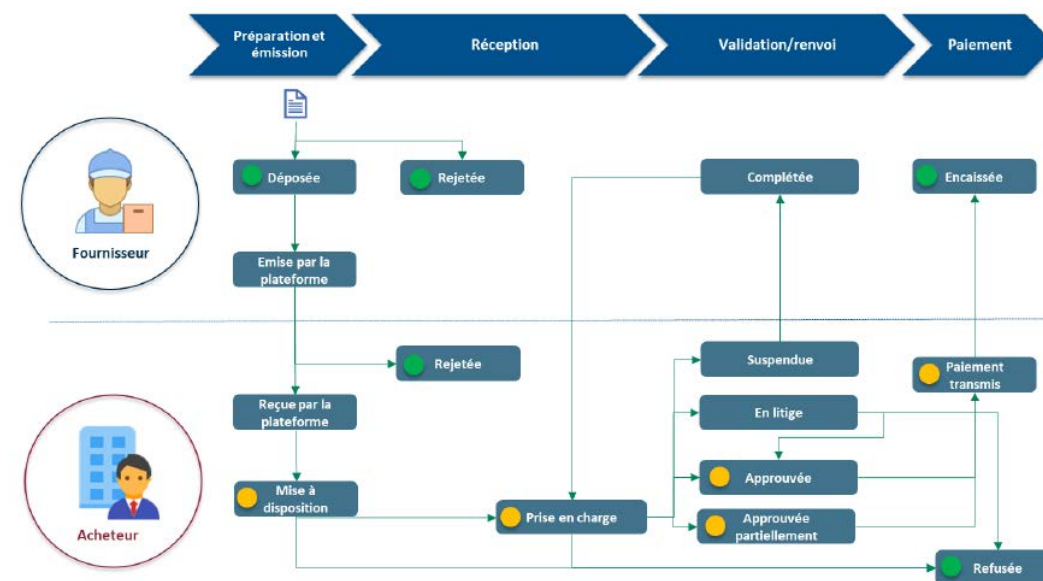 Préparation et
émission
Réception
Validation/renvoi
Paiement
Déposée
Rejetée
Complétée
Encaissée
Fournisseur
Emise par la
plateforme
Rejetée
Suspendue
Paiement
transmis
Reçue par la
plateforme
En litige
Mise à
disposition
Approuvée
Prise en charge
Approuvée
partiellement
Acheteur
Refusée